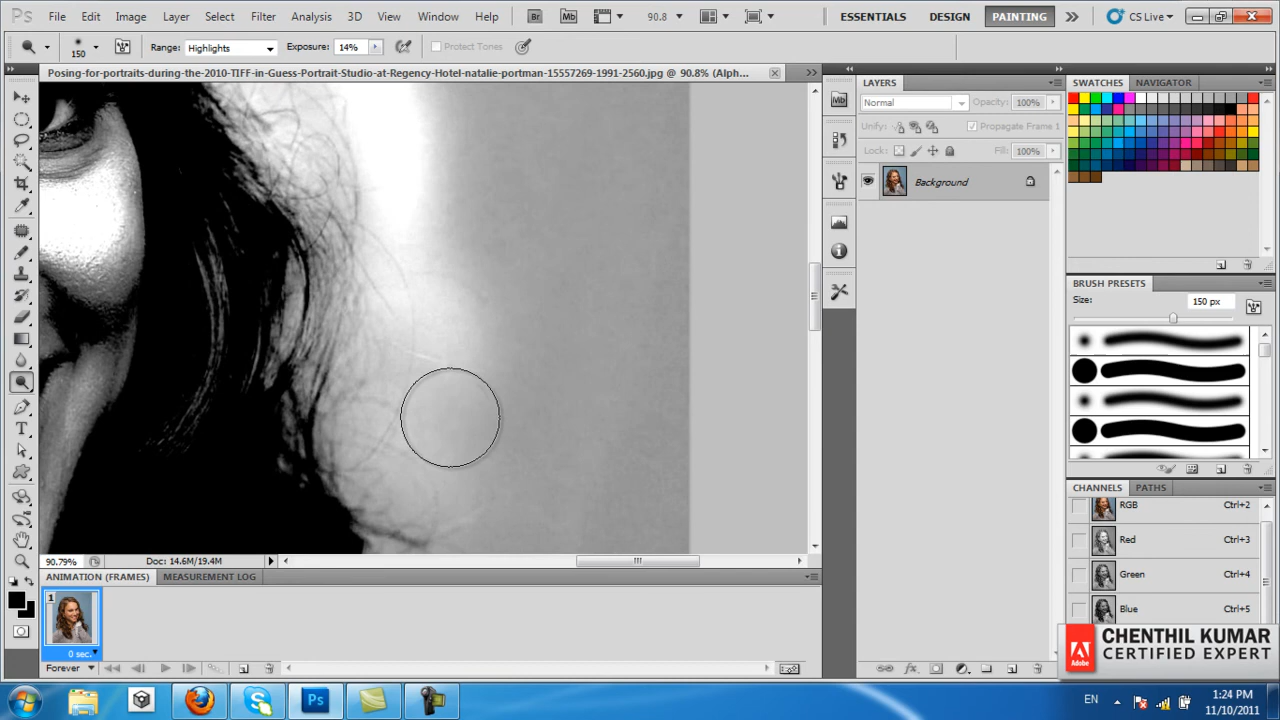 Ps File Edit Image Layer Select Filter Analysis 3D View Window Help Br Mb 90.8 ESSENTIALS DESIGN PAINTING CS Live
150 Range: Highlights Exposure: 14% Protect Tones
Posing-for-portraits-during-the-2010-TIFF-in-Guess-Portrait-Studio-at-Regency-Hotel-natalie-portman-15557269-1991-2560.jpg @ 90.8% (Alph...
LAYERS
Normal Opacity: 100%
Unify: Propagate Frame 1
Lock: Fill: 100%
Background
Mb
SWATCHES NAVIGATOR
BRUSH PRESETS
Size: 150 px
CHANNELS PATHS
RGB Ctrl+2
Red Ctrl+3
Green Ctrl+4
Blue Ctrl+5
90.79% Doc: 14.6M/19.4M
ANIMATION (FRAMES) MEASUREMENT LOG
1
0 sec.
Forever
Adobe
CHENTHIL KUMAR
CERTIFIED EXPERT
Ps
EN
1:24 PM
11/10/2011